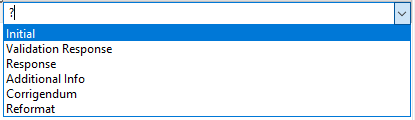 ?
Initial
Validation Response
Response
Additional Info
Corrigendum
Reformat